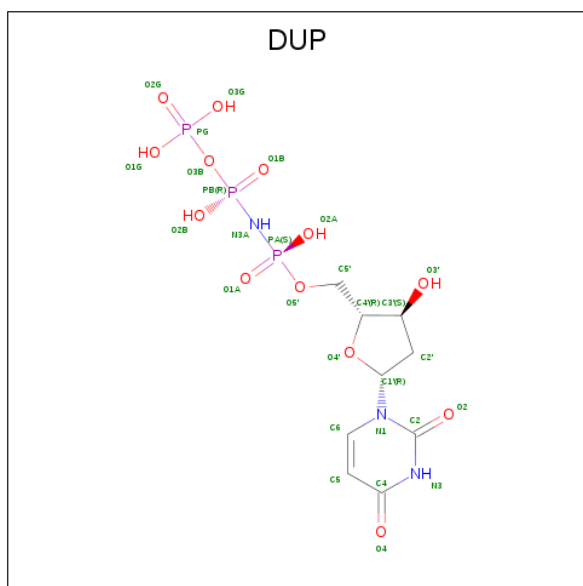 DUP
O2G O3G
O OH
P PG
HO O O1B
O1G O3B O
PB(R) P
HO NH O2A
O2B N3A PA(S) OH
P C5' O3'
O OH
O1A O C4'(R) C3'(S)
O5'
O
O4' C2'
C1'(R)
N O2
C6 N1 C2 O
C5 NH
C4 N3
O
O4